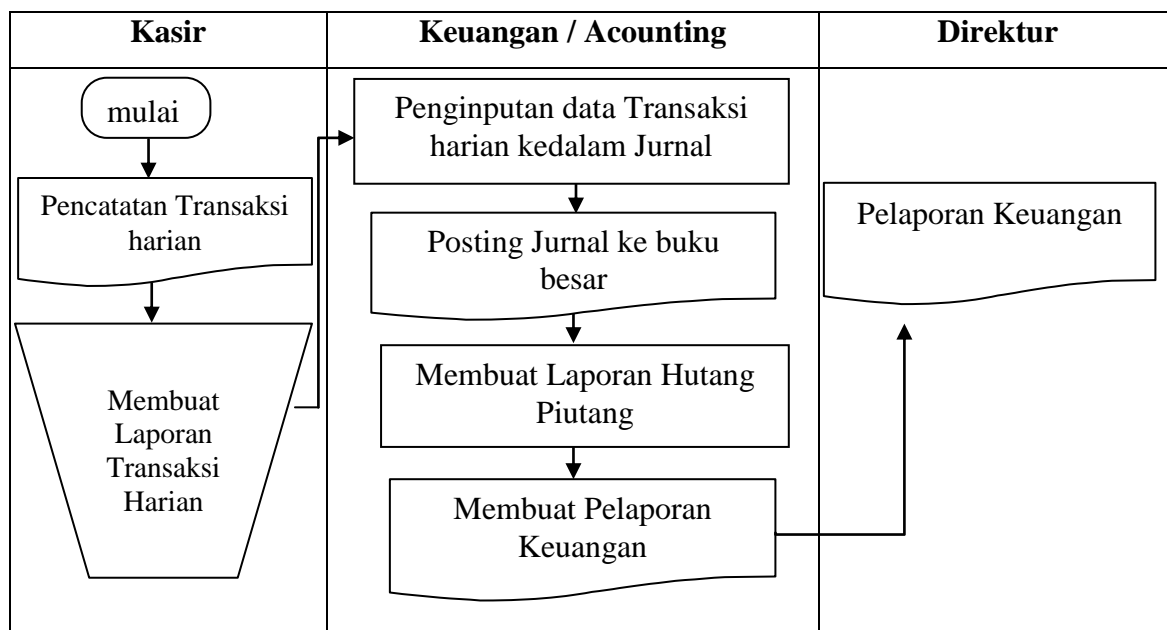 Kasir
Keuangan / Acounting
Direktur
mulai
Pencatatan Transaksi
harian
Membuat
Laporan
Transaksi
Harian
Penginputan data Transaksi
harian kedalam Jurnal
Posting Jurnal ke buku
besar
Membuat Laporan Hutang
Piutang
Membuat Pelaporan
Keuangan
Pelaporan Keuangan